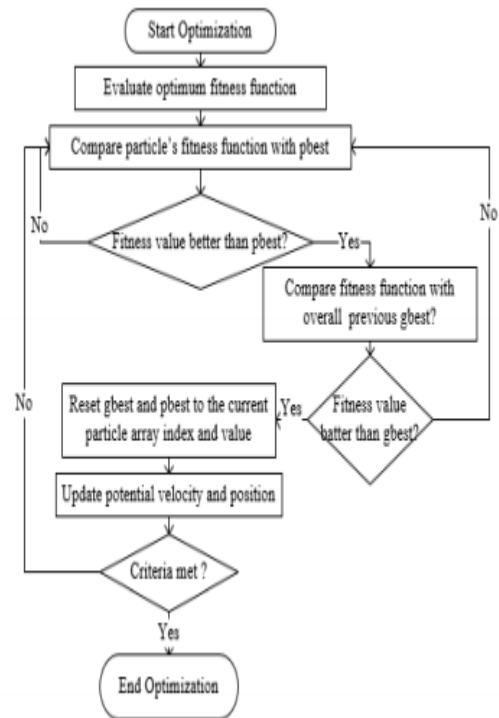 Start Optimization
Evaluate optimum fitness function
Compare particle's fitness function with pbest
No
Fitness value better than pbest?
Yes
No
Compare fitness function with
overall previous gbest?
No
Reset gbest and pbest to the current
particle array index and value
Yes
Fitness value
batter than gbest?
Update potential velocity and position
Criteria met ?
Yes
End Optimization